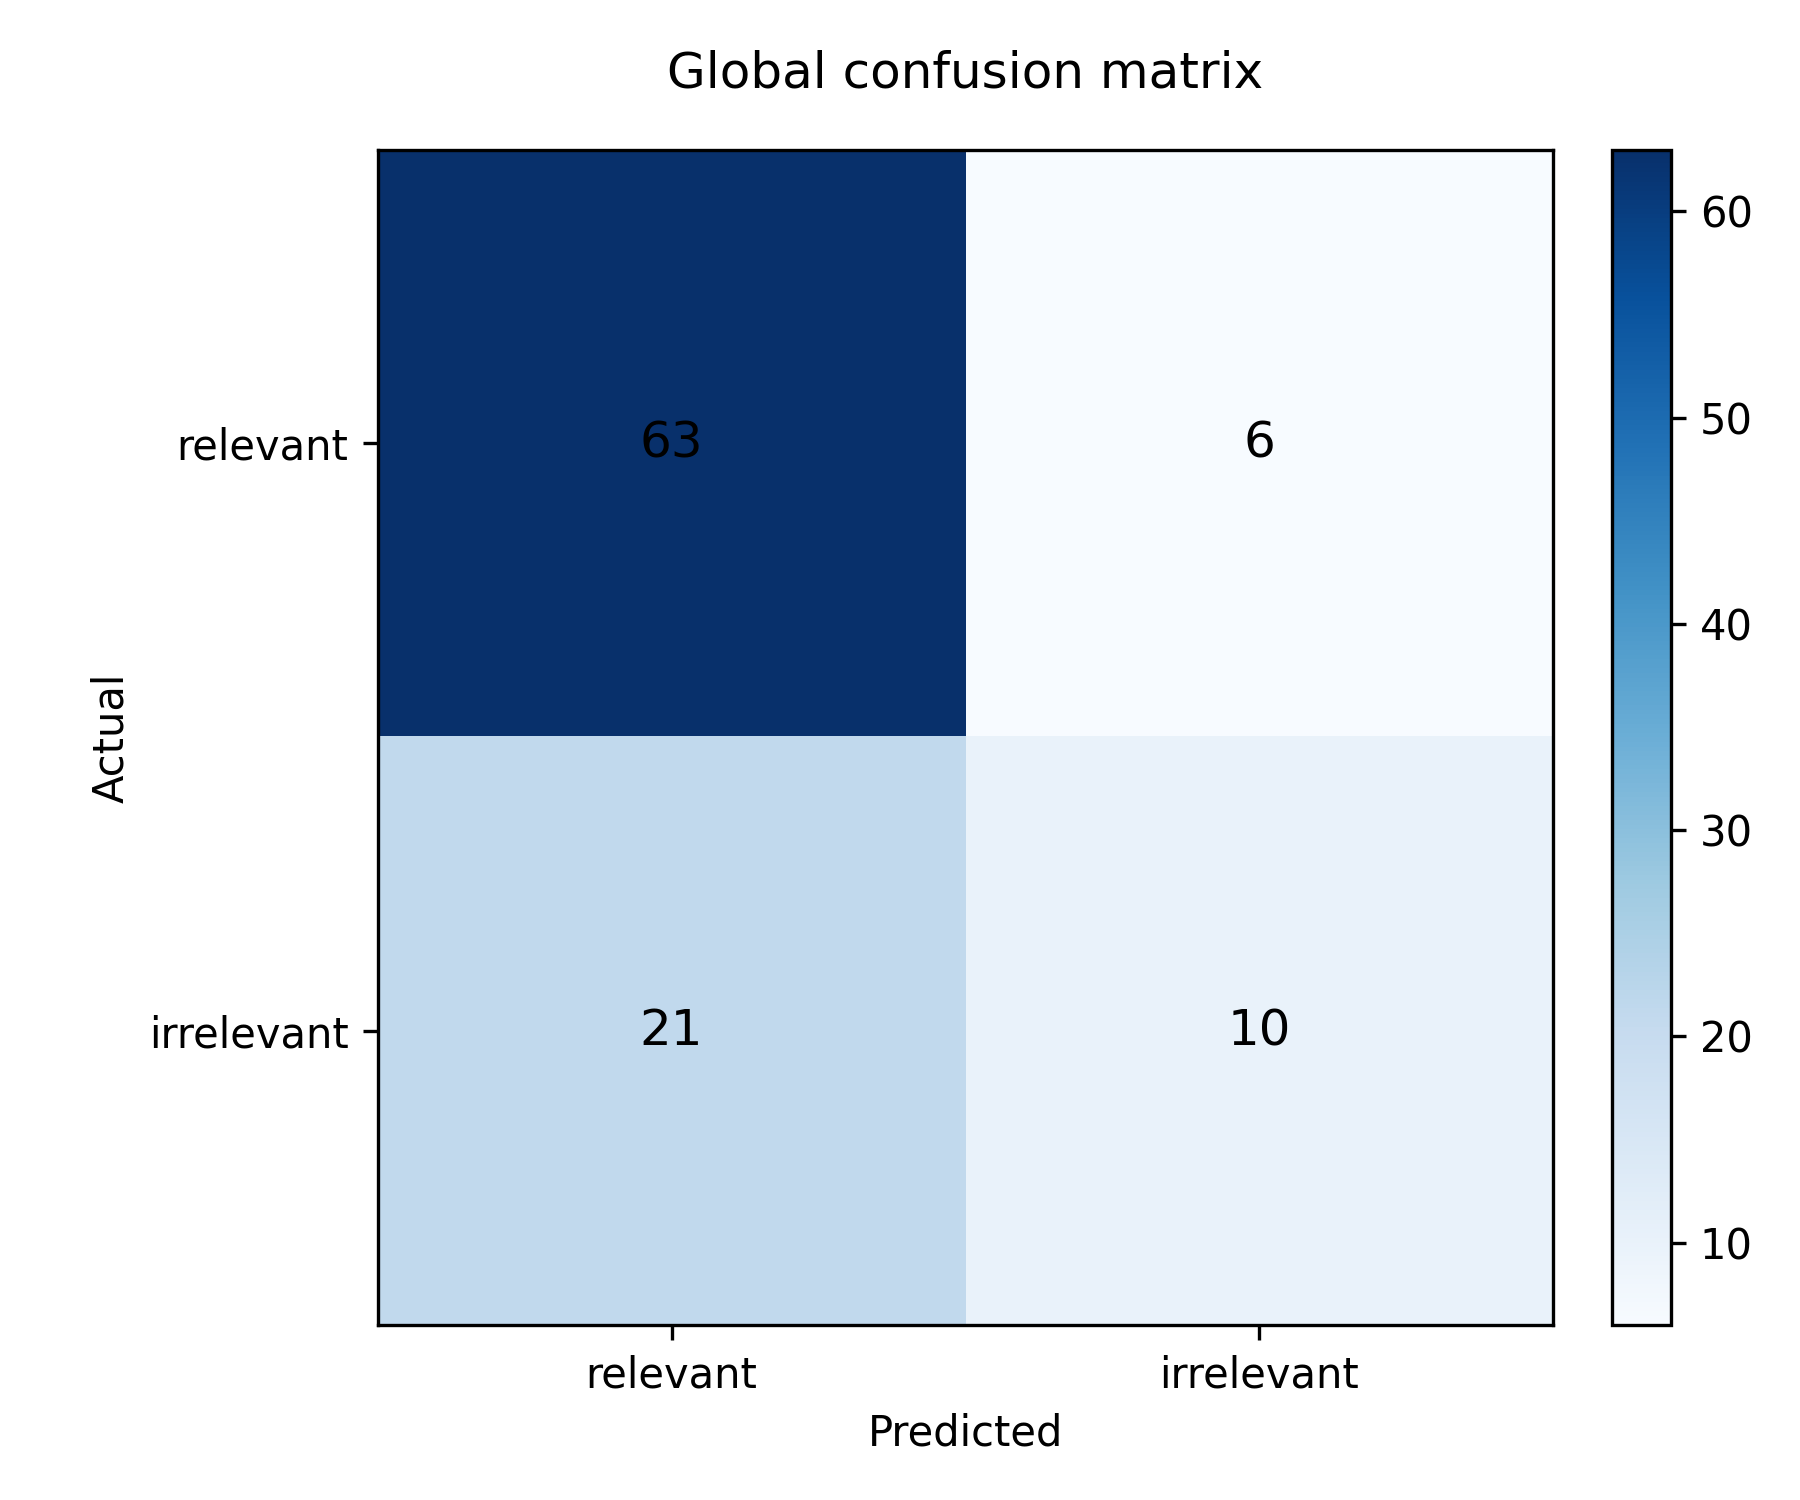 Global confusion matrix
60
50
40
30
20
10
relevant
63
6
Actual
irrelevant
21
10
relevant
irrelevant
Predicted